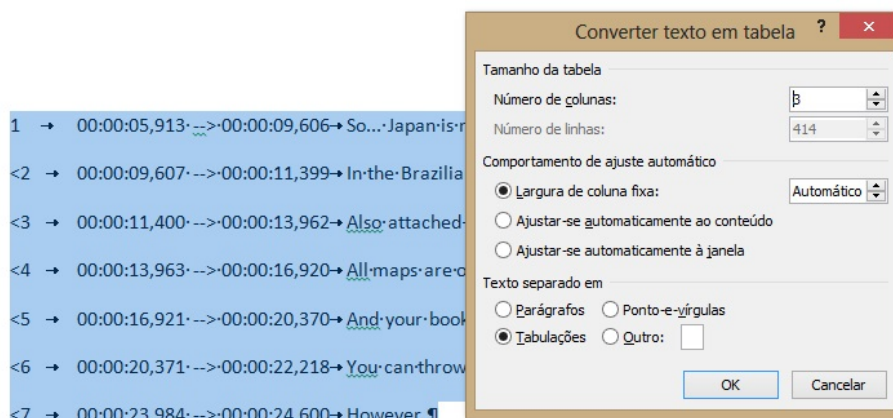 Converter texto em tabela ? ×
Tamanho da tabela
Número de colunas: 3
Número de linhas: 414
Comportamento de ajuste automático
Largura de coluna fixa: Automático
Ajustar-se automaticamente ao conteúdo
Ajustar-se automaticamente à janela
Texto separado em
Parágrafos Ponto-e-vírgulas
Tabulações Outro:
OK Cancelar
1 → 00:00:05,913·-->·00:00:09,606→So...·Japan·is·
<2 → 00:00:09,607·-->·00:00:11,399→In·the·Brazilia
<3 → 00:00:11,400·-->·00:00:13,962→Also·attached
<4 → 00:00:13,963·-->·00:00:16,920→All·maps·are·o
<5 → 00:00:16,921·-->·00:00:20,370→And·your·book
<6 → 00:00:20,371·-->·00:00:22,218→You·can·throw
<7 → 00:00:23,984·-->·00:00:24,600→However,¶